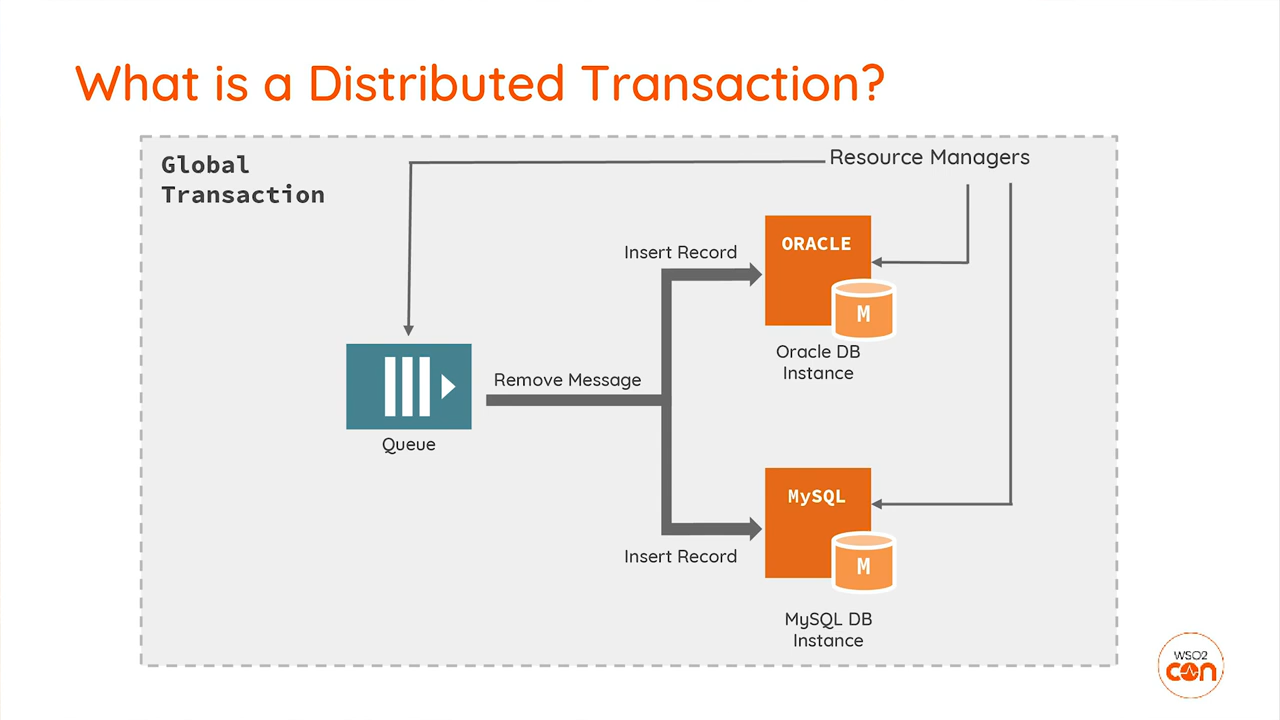 What is a Distributed Transaction?
Global
Transaction
Resource Managers
Insert Record
ORACLE
M
Oracle DB
Instance
Remove Message
Queue
MySQL
M
Insert Record
MySQL DB
Instance
WSO2
con